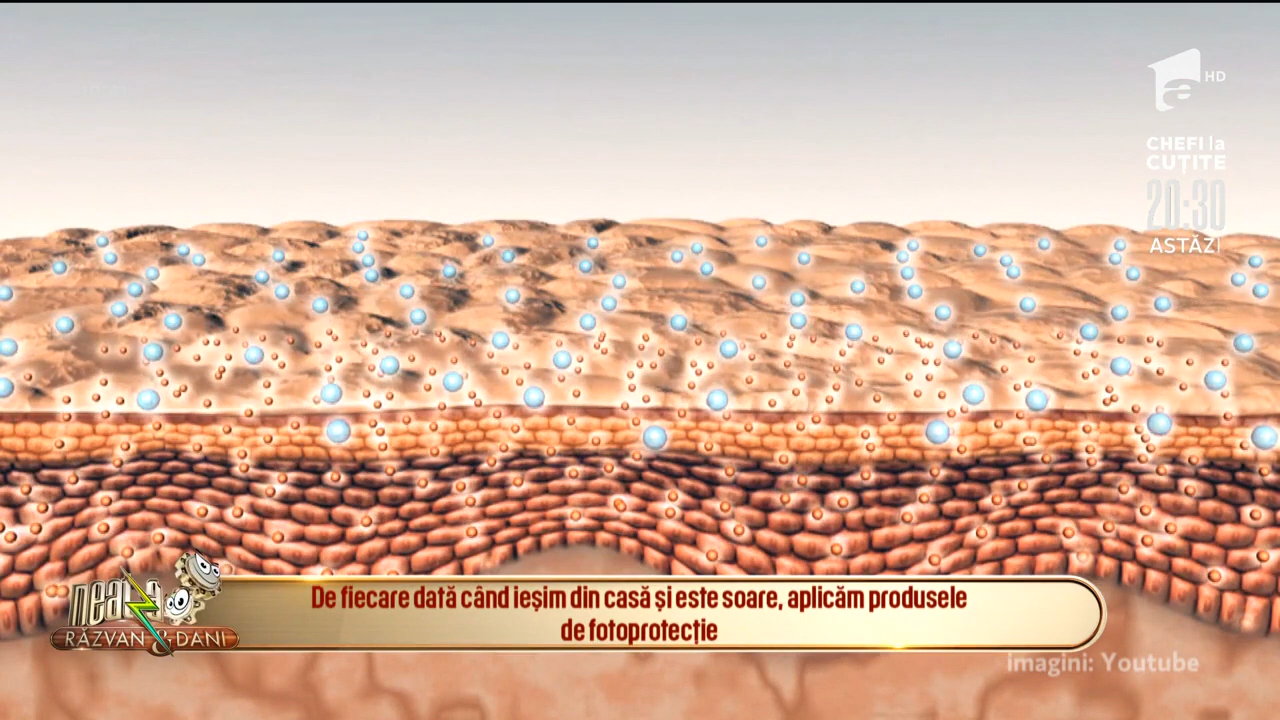 HD
CHEFI la
CUȚITE
20:30
ASTĂZI
neatza
RĂZVAN & DANI
De fiecare dată când ieșim din casă și este soare, aplicăm produsele
de fotoprotecție
imagini: Youtube